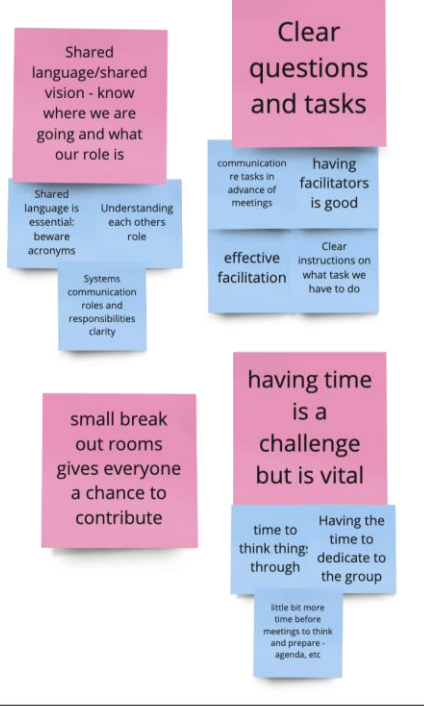 Shared
language/shared
vision - know
where we are
going and what
our role is
Shared
language is
essential:
beware
acronyms
Understanding
each others
role
Systems
communication
roles and
responsibilities
clarity
Clear
questions
and tasks
communication
re tasks in
advance of
meetings
having
facilitators
is good
effective
facilitation
Clear
instructions on
what task we
have to do
small break
out rooms
gives everyone
a chance to
contribute
having time
is a
challenge
but is vital
time to
think thing:
through
Having the
time to
dedicate to
the group
little bit more
time before
meetings to think
and prepare -
agenda, etc